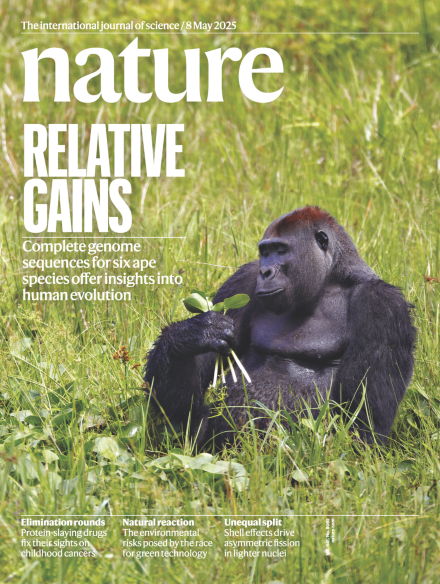 The international journal of science / 8 May 2025
nature
RELATIVE
GAINS
Complete genome
sequences for six ape
species offer insights into
human evolution
Elimination rounds
Protein-slaying drugs
fix their sights on
childhood cancers
Natural reaction
The environmental
risks posed by the race
for green technology
Unequal split
Shell effects drive
asymmetric fission
in lighter nuclei